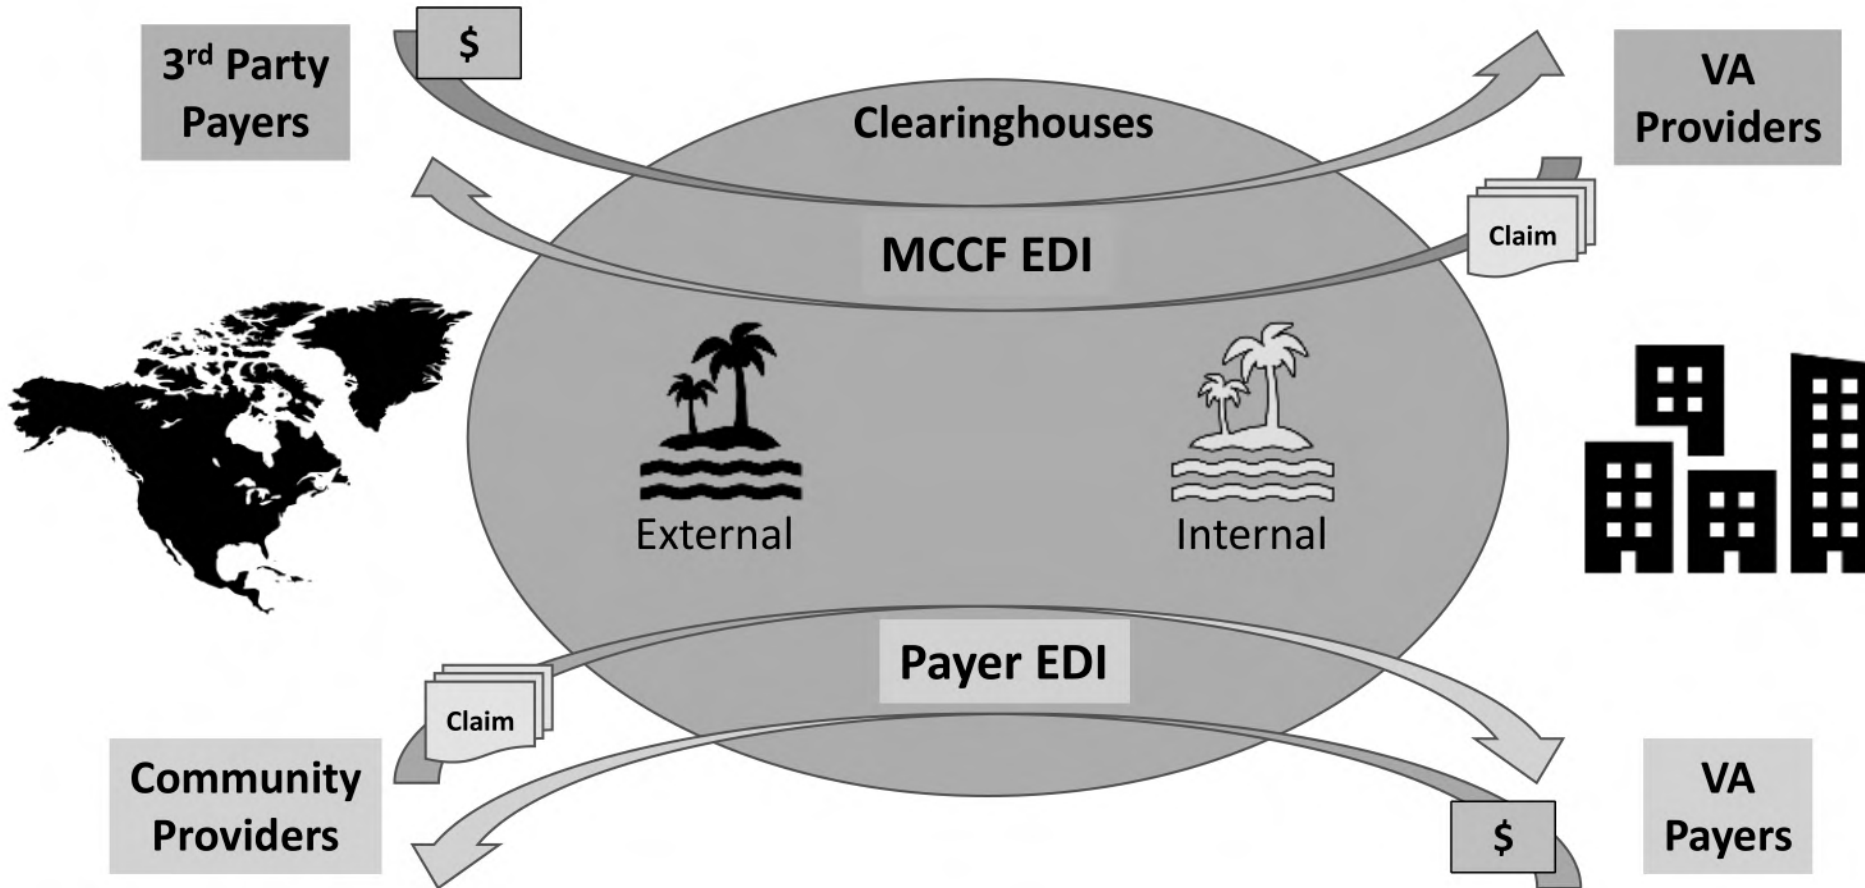 3rd Party
Payers
$
Clearinghouses
VA
Providers
MCCF EDI
Claim
External
Internal
Payer EDI
Claim
Community
Providers
$
VA
Payers